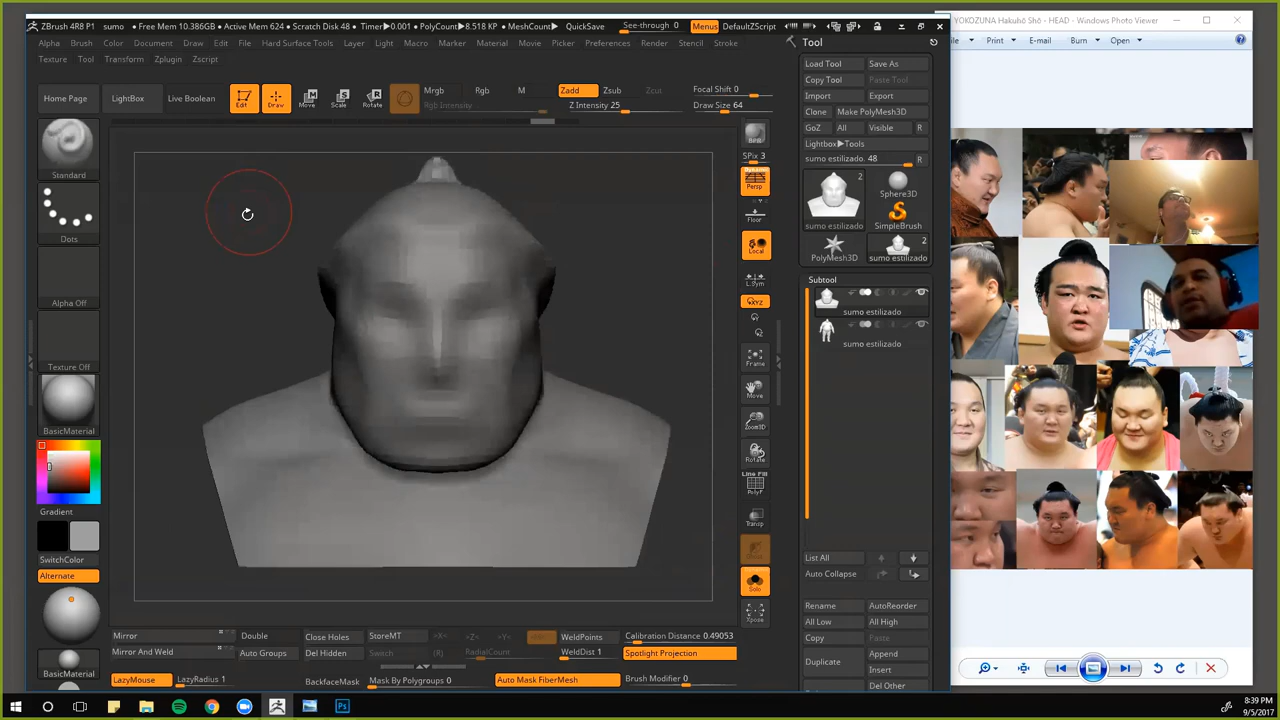 ZBrush 4R8 P1 sumo • Free Mem 10.386GB • Active Mem 624 • Scratch Disk 48 • Timer▶0.001 • PolyCount▶8.518 KP • MeshCount▶ QuickSave See-through 0 Menus DefaultZScript
YOKOZUNA Hakuhō Shō - HEAD - Windows Photo Viewer
Alpha Brush Color Document Draw Edit File Hard Surface Tools Layer Light Macro Marker Material Movie Picker Preferences Render Stencil Stroke
Texture Tool Transform Zplugin Zscript
Print E-mail Burn Open
Home Page LightBox Live Boolean
Edit Draw Move Scale Rotate
Mrgb Rgb M
Rgb Intensity
Zadd Zsub Zcut
Z Intensity 25
Focal Shift 0
Draw Size 64
Standard
Dots
Alpha Off
Texture Off
BasicMaterial
Gradient
SwitchColor
Alternate
BasicMaterial
SPix 3
Persp
Floor
Local
L.Sym
XYZ
Frame
Move
Zoom3D
Rotate
Line Fill
PolyF
Transp
Solo
Xpose
Tool
Load Tool Save As
Copy Tool Paste Tool
Import Export
Clone Make PolyMesh3D
GoZ All Visible R
Lightbox▶Tools
sumo estilizado. 48 R
2
sumo estilizado
Sphere3D
SimpleBrush
PolyMesh3D
2
sumo estilizado
Subtool
sumo estilizado
sumo estilizado
List All
Auto Collapse
Rename AutoReorder
All Low All High
Copy Paste
Duplicate
Append
Insert
Del Other
Mirror Double Close Holes StoreMT >X< >Z< >Y< WeldPoints Calibration Distance 0.49053
Mirror And Weld Auto Groups Del Hidden Switch (R) RadialCount WeldDist 1 Spotlight Projection
LazyMouse LazyRadius 1 BackfaceMask Mask By Polygroups 0 Auto Mask FiberMesh Brush Modifier 0
Ps
8:39 PM
9/5/2017